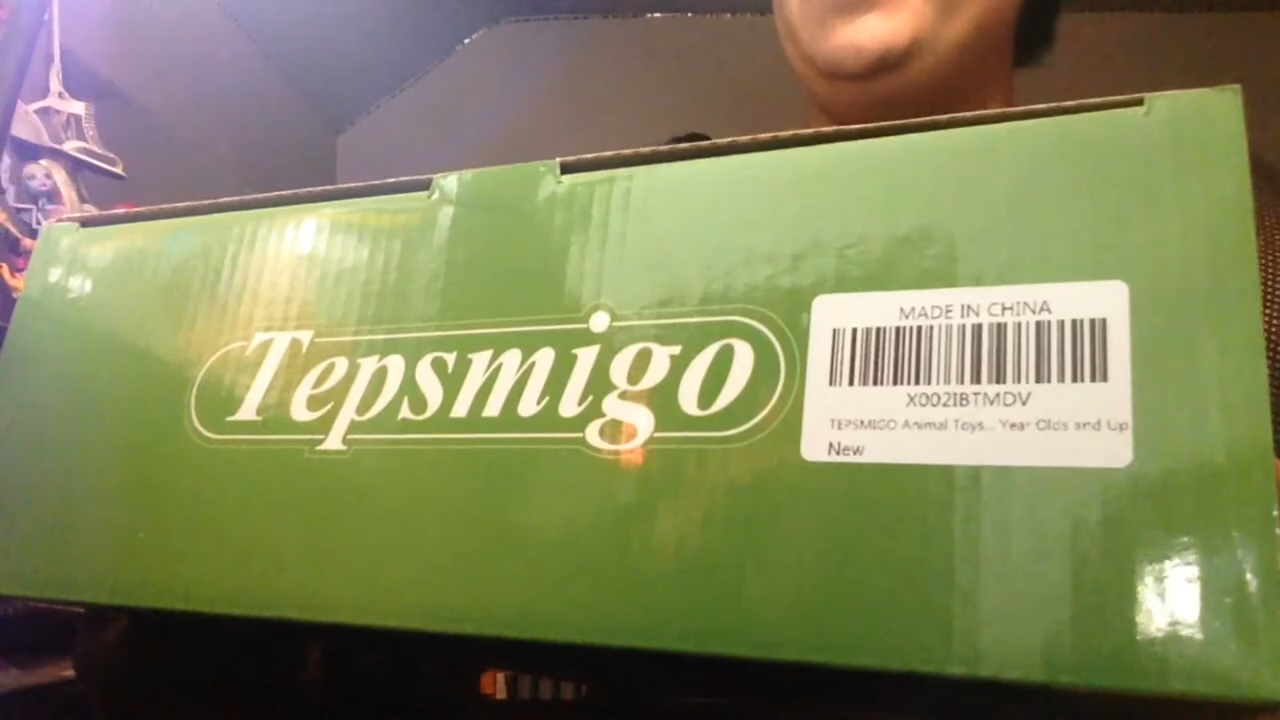 Tepsmigo
MADE IN CHINA
X002IBTMDV
TEPSMIGO Animal Toys... Year Olds and Up
New